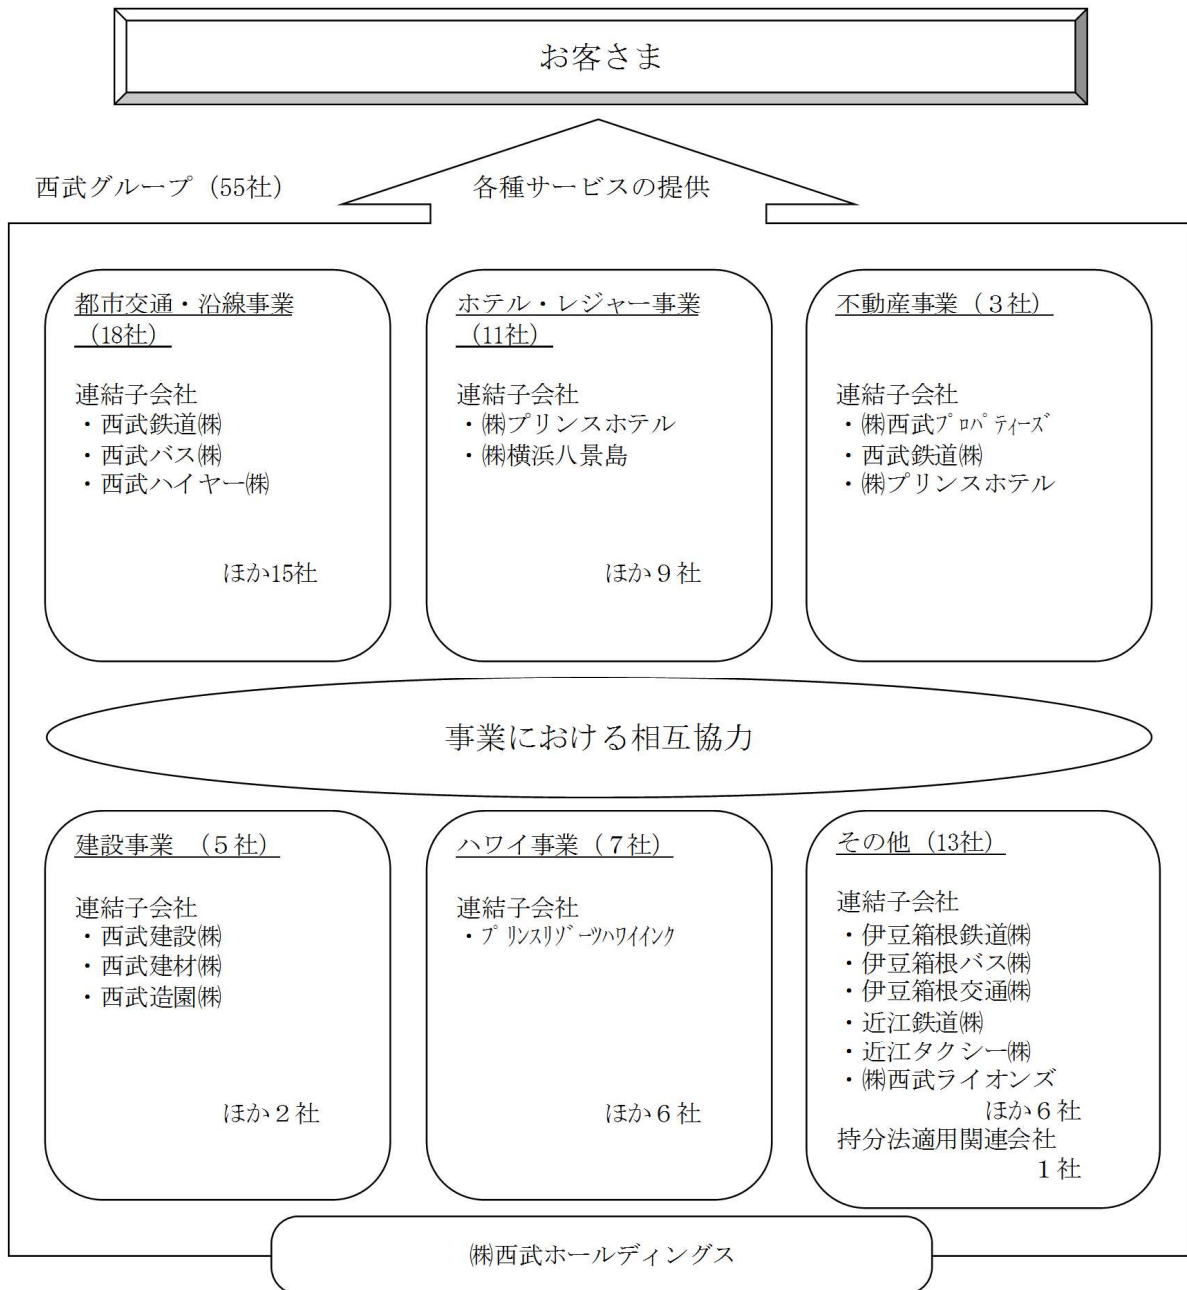 お客さま
西武グループ（55社）
各種サービスの提供
都市交通・沿線事業
（18社）
連結子会社
・西武鉄道㈱
・西武バス㈱
・西武ハイヤー㈱
ほか15社
ホテル・レジャー事業
（11社）
連結子会社
・㈱プリンスホテル
・㈱横浜八景島
ほか９社
不動産事業（３社）
連結子会社
・㈱西武ﾌﾟﾛﾊﾟﾃｨｰｽﾞ
・西武鉄道㈱
・㈱プリンスホテル
事業における相互協力
建設事業　（５社）
連結子会社
・西武建設㈱
・西武建材㈱
・西武造園㈱
ほか２社
ハワイ事業（７社）
連結子会社
・ﾌﾟﾘﾝｽﾘｿﾞｰﾂﾊﾜｲｲﾝｸ
ほか６社
その他（13社）
連結子会社
・伊豆箱根鉄道㈱
・伊豆箱根バス㈱
・伊豆箱根交通㈱
・近江鉄道㈱
・近江タクシー㈱
・㈱西武ライオンズ
ほか６社
持分法適用関連会社
１社
㈱西武ホールディングス